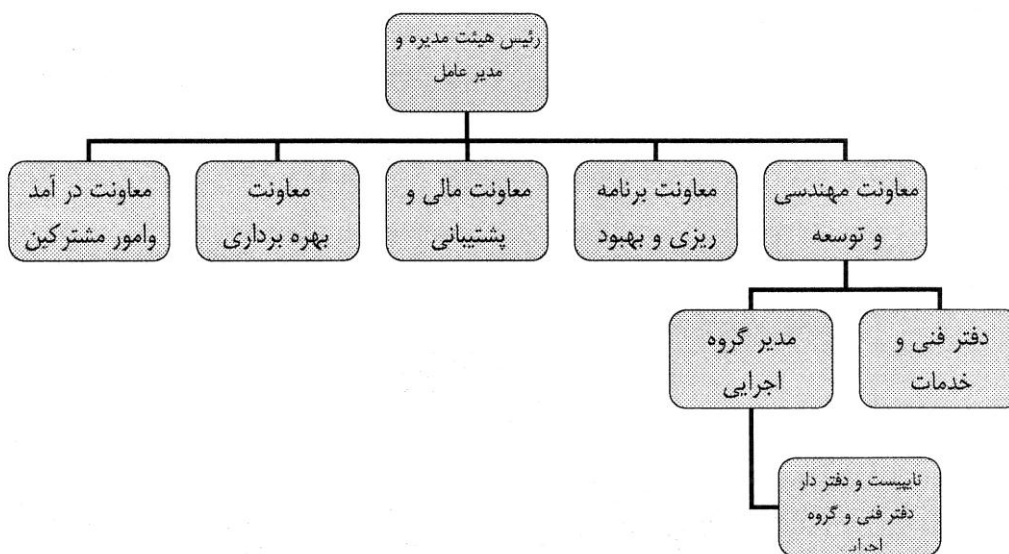 رئیس هیئت مدیره و
مدیر عامل
معاونت مهندسی
و توسعه
معاونت برنامه
ریزی و بهبود
معاونت مالی و
پشتیبانی
معاونت
بهره برداری
معاونت در آمد
وامور مشترکین
دفتر فنی و
خدمات
مدیر گروه
اجرایی
تایپیست و دفتر دار
دفتر فنی و گروه
اجرایی